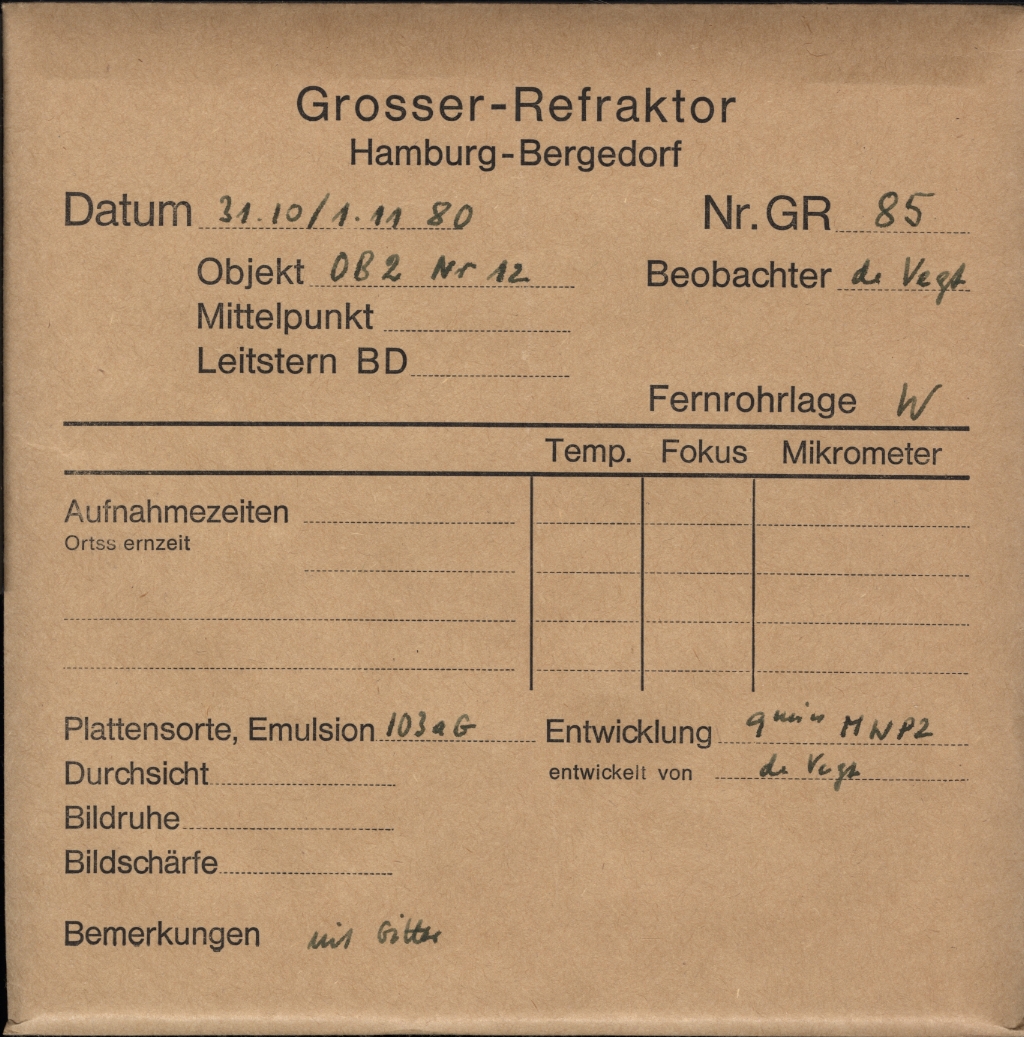 Grosser-Refraktor
Hamburg-Bergedorf
Datum 31.10/1.11 80 Nr. GR 85
Objekt OB2 Nr 12 Beobachter de Vegt
Mittelpunkt
Leitstern BD
Fernrohrlage W
Temp. Fokus Mikrometer
Aufnahmezeiten
Ortss ernzeit
Plattensorte, Emulsion 103aG Entwicklung 9 min MWP2
Durchsicht entwickelt von de Vegt
Bildruhe
Bildschärfe
Bemerkungen mit Gitter